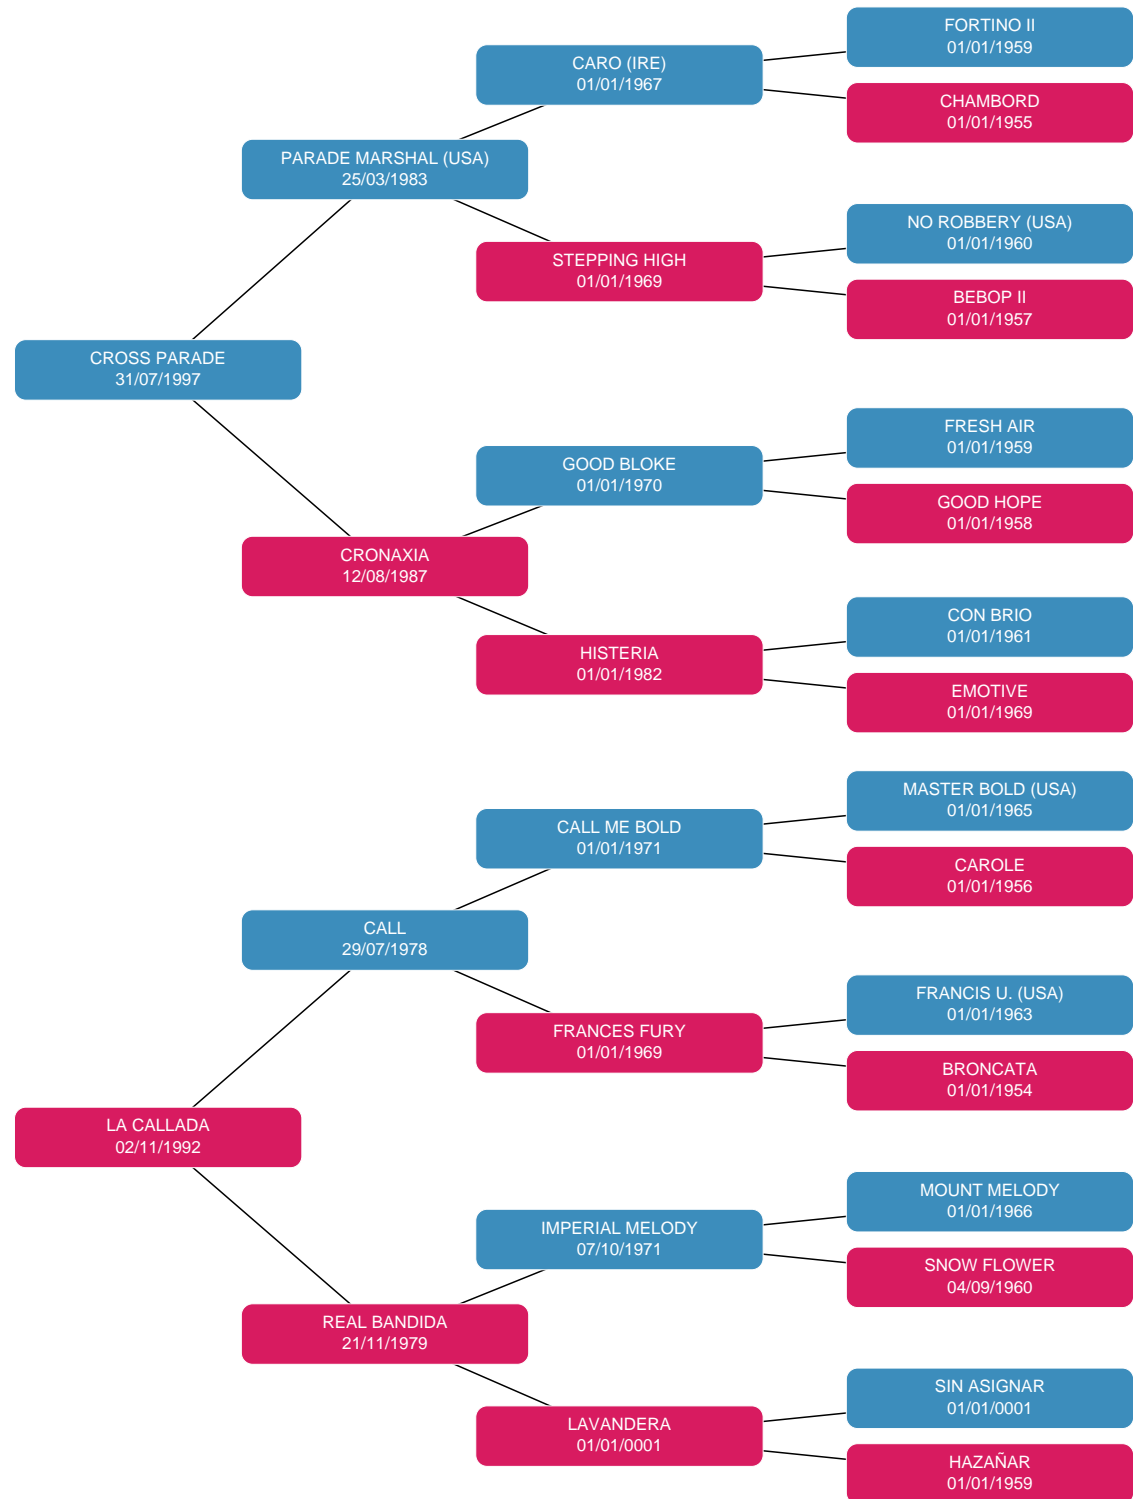 FORTINO II
01/01/1959
CARO (IRE)
01/01/1967
CHAMBORD
01/01/1955
PARADE MARSHAL (USA)
25/03/1983
NO ROBBERY (USA)
01/01/1960
STEPPING HIGH
01/01/1969
BEBOP II
01/01/1957
CROSS PARADE
31/07/1997
FRESH AIR
01/01/1959
GOOD BLOKE
01/01/1970
GOOD HOPE
01/01/1958
CRONAXIA
12/08/1987
CON BRIO
01/01/1961
HISTERIA
01/01/1982
EMOTIVE
01/01/1969
MASTER BOLD (USA)
01/01/1965
CALL ME BOLD
01/01/1971
CAROLE
01/01/1956
CALL
29/07/1978
FRANCIS U. (USA)
01/01/1963
FRANCES FURY
01/01/1969
BRONCATA
01/01/1954
LA CALLADA
02/11/1992
MOUNT MELODY
01/01/1966
IMPERIAL MELODY
07/10/1971
SNOW FLOWER
04/09/1960
REAL BANDIDA
21/11/1979
SIN ASIGNAR
01/01/0001
LAVANDERA
01/01/0001
HAZAÑAR
01/01/1959